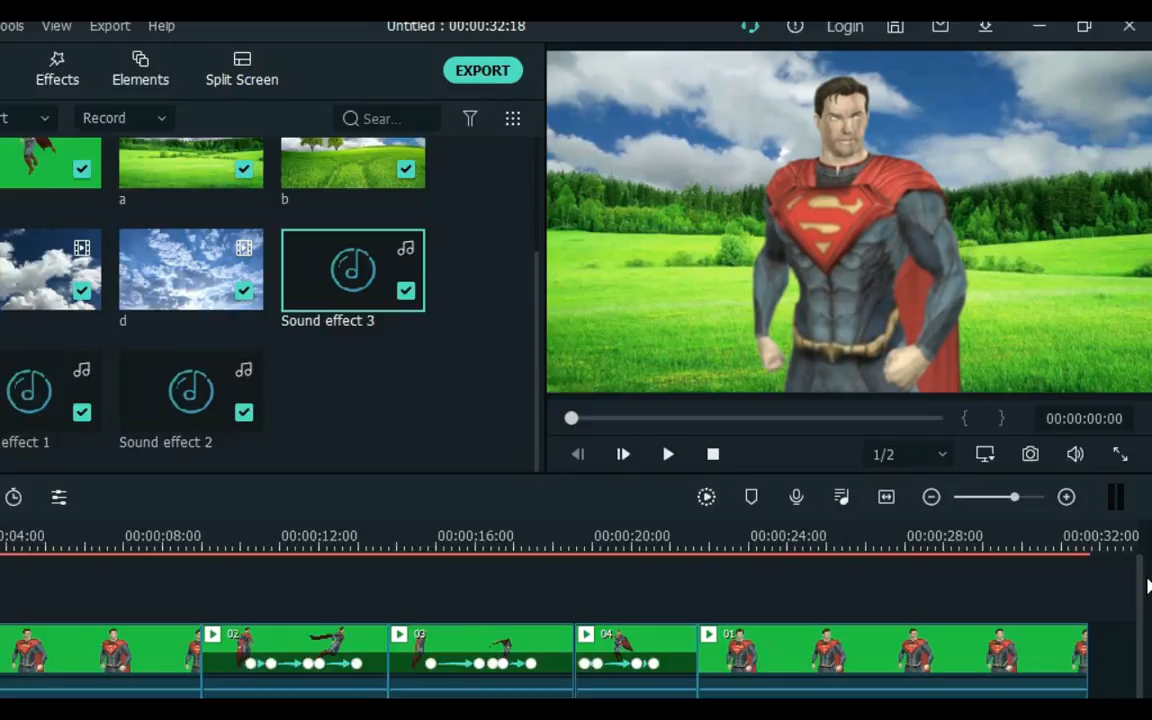 ools View Export Help Untitled : 00:00:32:18 Login
Effects Elements Split Screen EXPORT
rt Record Sear...
a b
d Sound effect 3
effect 1 Sound effect 2
00:00:00:00
1/2
0:04:00 00:00:08:00 00:00:12:00 00:00:16:00 00:00:20:00 00:00:24:00 00:00:28:00 00:00:32:00
02 03 04 01